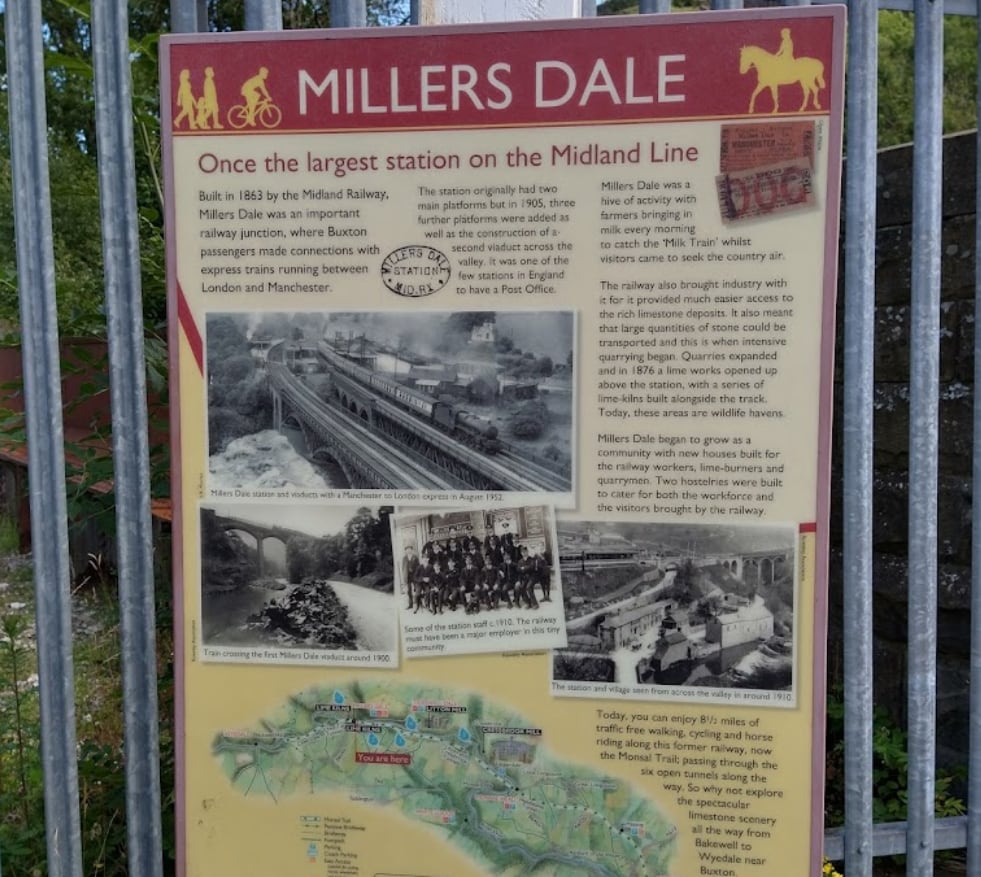 MILLERS DALE
Once the largest station on the Midland Line
Built in 1863 by the Midland Railway,
Millers Dale was an important
railway junction, where Buxton
passengers made connections with
express trains running between
London and Manchester.
The station originally had two
main platforms but in 1905, three
further platforms were added as
well as the construction of a
second viaduct across the
valley. It was one of the
few stations in England
to have a Post Office.
MILLERS DALE
STATION
MID. RY.
Millers Dale was a
hive of activity with
farmers bringing in
milk every morning
to catch the 'Milk Train' whilst
visitors came to seek the country air.
The railway also brought industry with
it for it provided much easier access to
the rich limestone deposits. It also meant
that large quantities of stone could be
transported and this is when intensive
quarrying began. Quarries expanded
and in 1876 a lime works opened up
above the station, with a series of
lime-kilns built alongside the track.
Today, these areas are wildlife havens.
Millers Dale began to grow as a
community with new houses built for
the railway workers, lime-burners and
quarrymen. Two hostelries were built
to cater for both the workforce and
the visitors brought by the railway.
Millers Dale station and viaducts with a Manchester to London express in August 1952.
Train crossing the first Millers Dale viaduct around 1900.
Some of the station staff c.1910. The railway
must have been a major employer in this tiny
community.
The station and village seen from across the valley in around 1910.
LIME KILNS
LITTON MILL
LIME KILNS
CRESSBROOK MILL
You are here
Monsal Trail
Bridleway
Footpath
Parking
Coach Parking
Today, you can enjoy 8½ miles of
traffic free walking, cycling and horse
riding along this former railway, now
the Monsal Trail; passing through the
six open tunnels along the
way. So why not explore
the spectacular
limestone scenery
all the way from
Bakewell to
Wyedale near
Buxton.